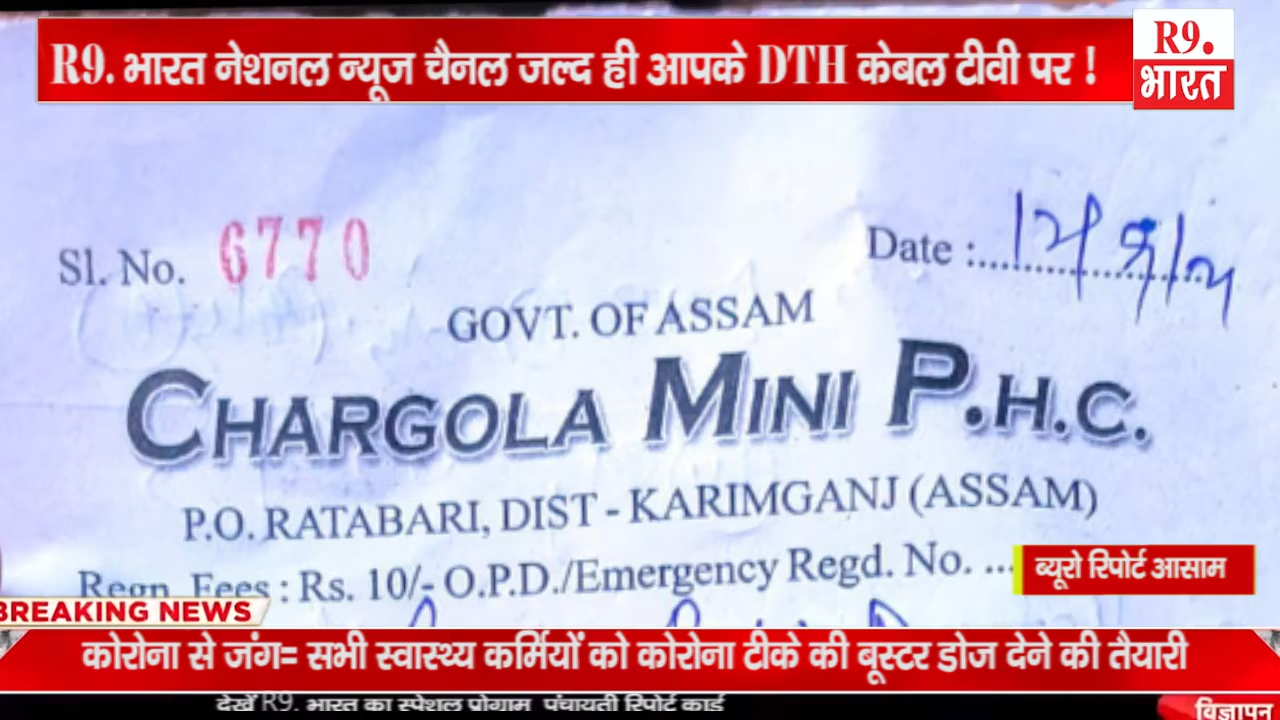 R9. भारत नेशनल न्यूज चैनल जल्द ही आपके DTH केबल टीवी पर !
R9.
भारत
Sl. No. 6770
Date :
GOVT. OF ASSAM
CHARGOLA MINI P.H.C.
P.O. RATABARI, DIST - KARIMGANJ (ASSAM)
Regn. Fees : Rs. 10/- O.P.D./Emergency Regd. No. ...
ब्यूरो रिपोर्ट आसाम
BREAKING NEWS
कोरोना से जंग= सभी स्वास्थ्य कर्मियों को कोरोना टीके की बूस्टर डोज देने की तैयारी
देखें R9. भारत का स्पेशल प्रोग्राम पंचायती रिपोर्ट कार्ड
विज्ञापन